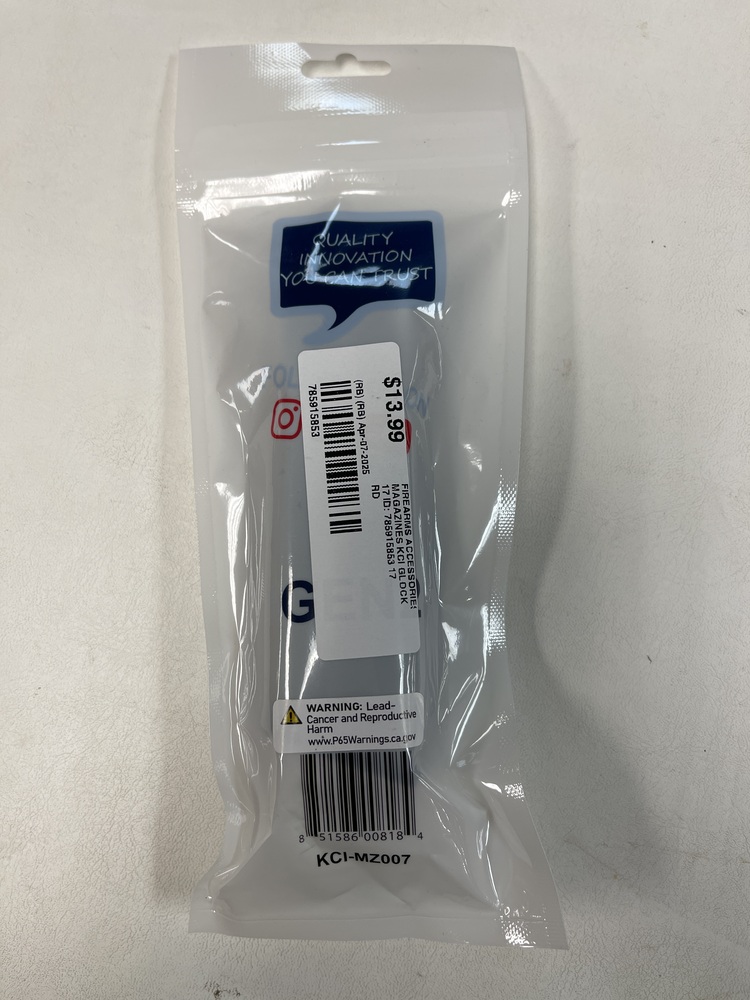 QUALITY
INNOVATION
YOU CAN TRUST
$13.99
FIREARMS ACCESSORIES
MAGAZINES KCI GLOCK
17 ID: 785915853 17
RD
(RB) (RB) Apr-07-2025
785915853
WARNING: Lead-
Cancer and Reproductive
Harm
www.P65Warnings.ca.gov
8 51586 00818 4
KCI-MZ007